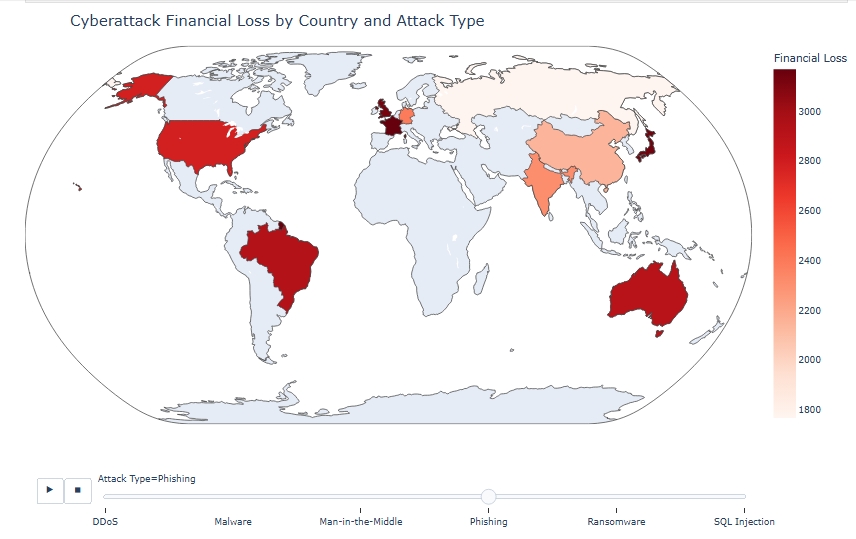 Cyberattack Financial Loss by Country and Attack Type
Financial Loss
3000
2800
2600
2400
2200
2000
1800
Attack Type=Phishing
DDoS
Malware
Man-in-the-Middle
Phishing
Ransomware
SQL Injection